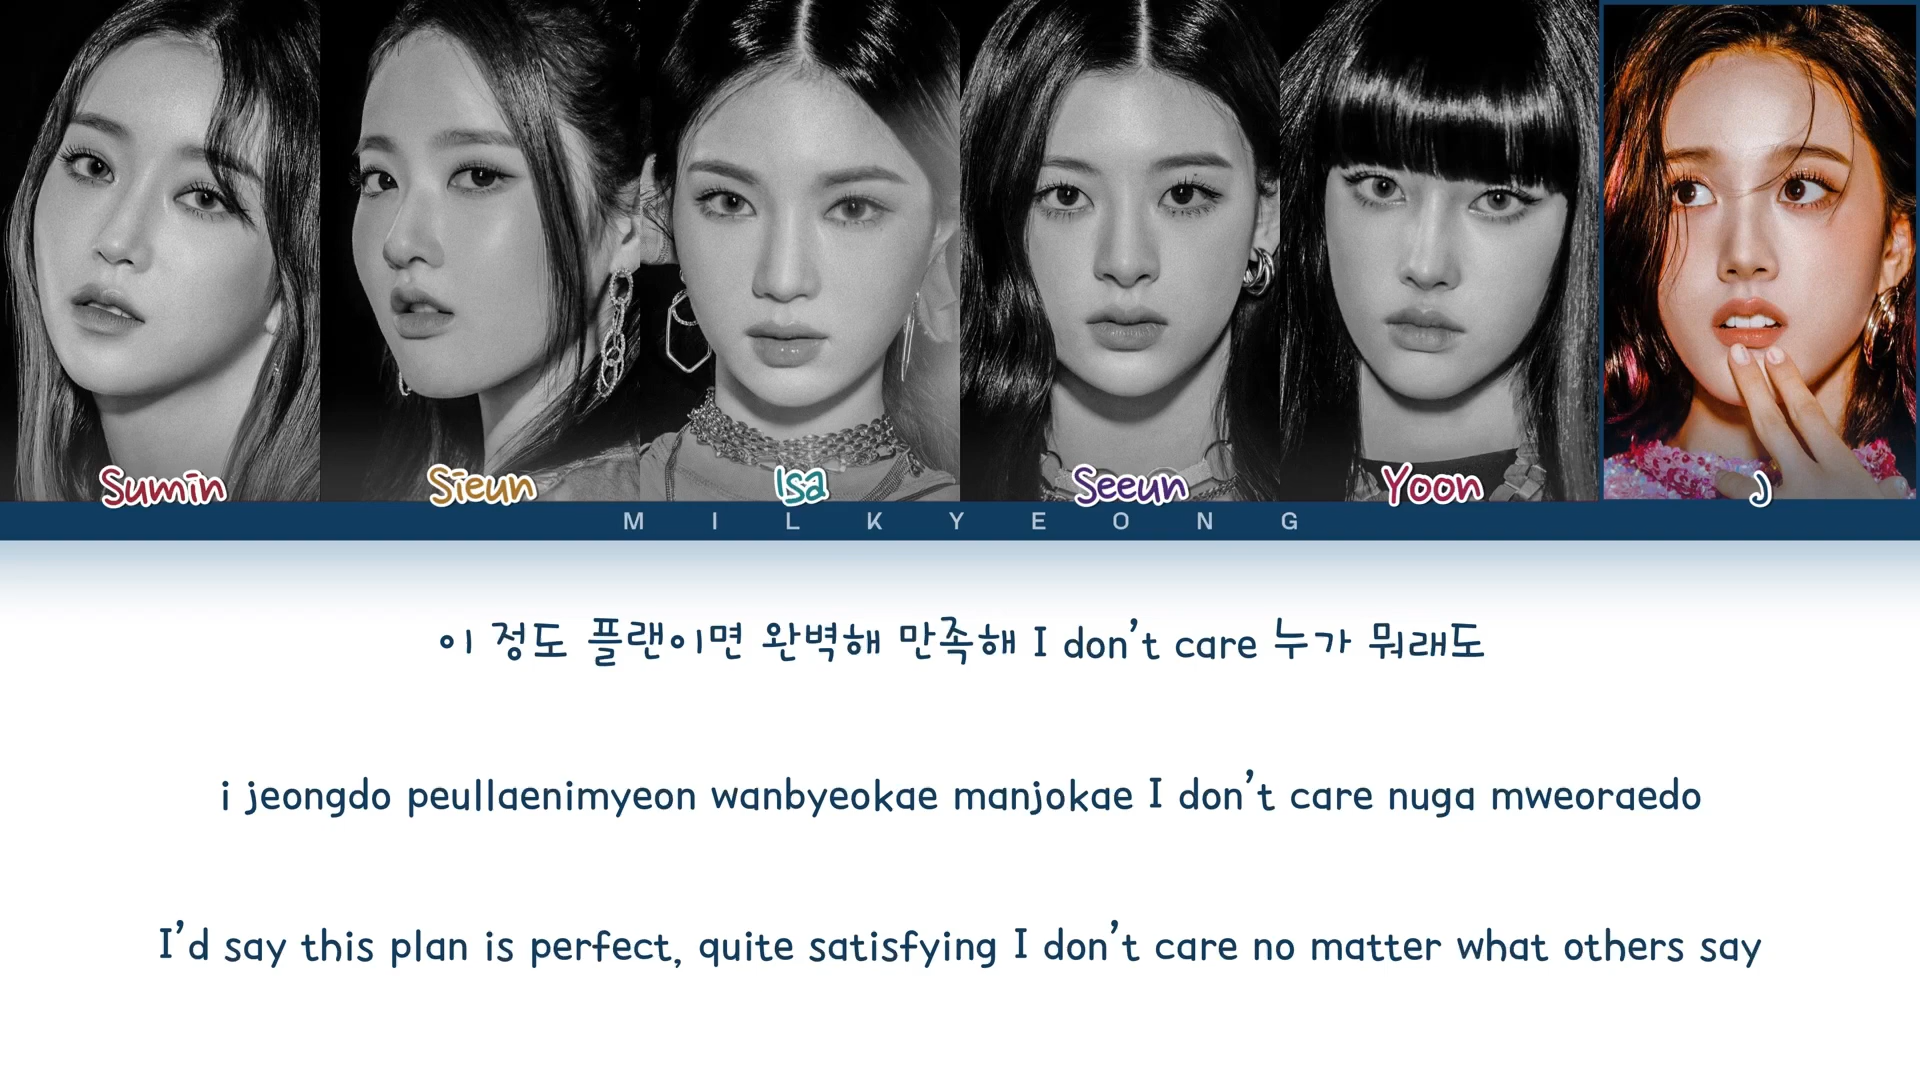 Sumin Sieun Isa Seeun Yoon J
MILKYEONG
이 정도 플랜이면 완벽해 만족해 I don't care 누가 뭐래도
i jeongdo peullaenimyeon wanbyeokae manjokae I don't care nuga mweoraedo
I'd say this plan is perfect, quite satisfying I don't care no matter what others say